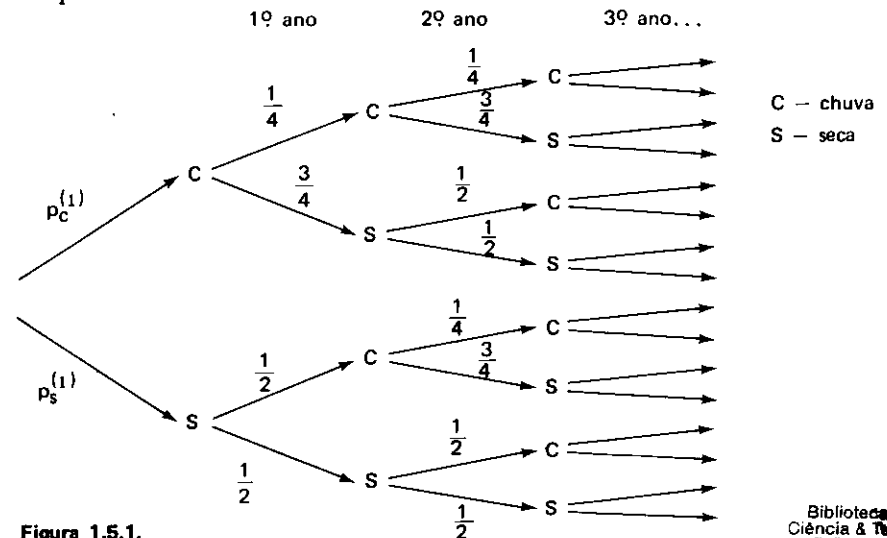 1º ano 2º ano 3º ano...
C – chuva
S – seca
p_C^(1)
p_S^(1)
C
S
1/4
3/4
1/2
1/2
C
S
C
S
1/4
3/4
1/2
1/2
1/4
3/4
1/2
1/2
C
S
C
S
C
S
C
S
Figura 1.5.1.
Biblioteca
Ciência &